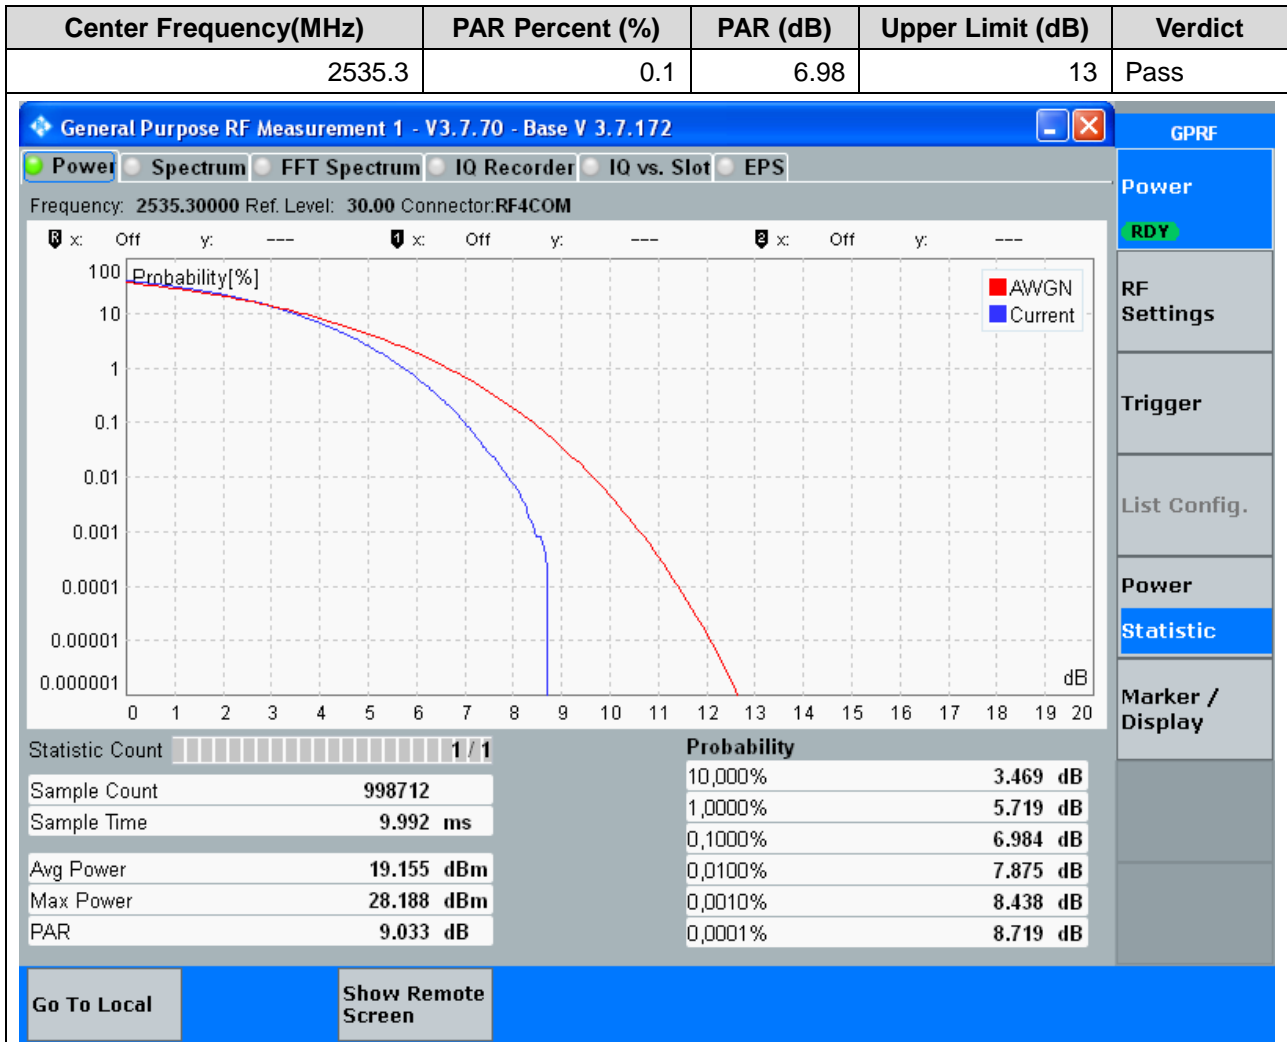 Center Frequency(MHz) PAR Percent (%) PAR (dB) Upper Limit (dB) Verdict
2535.3 0.1 6.98 13 Pass
General Purpose RF Measurement 1 - V3.7.70 - Base V 3.7.172
GPRF
Power Spectrum FFT Spectrum IQ Recorder IQ vs. Slot EPS
Frequency: 2535.30000 Ref. Level: 30.00 Connector:RF4COM
R x: Off y: --- 1 x: Off y: --- 2 x: Off y: ---
Probability[%]
AWGN
Current
100
10
1
0.1
0.01
0.001
0.0001
0.00001
0.000001
dB
0 1 2 3 4 5 6 7 8 9 10 11 12 13 14 15 16 17 18 19 20
Statistic Count 1 / 1
Sample Count 998712
Sample Time 9.992 ms
Avg Power 19.155 dBm
Max Power 28.188 dBm
PAR 9.033 dB
Probability
10,000% 3.469 dB
1,0000% 5.719 dB
0,1000% 6.984 dB
0,0100% 7.875 dB
0,0010% 8.438 dB
0,0001% 8.719 dB
Power
RDY
RF
Settings
Trigger
List Config.
Power
Statistic
Marker /
Display
Go To Local
Show Remote
Screen